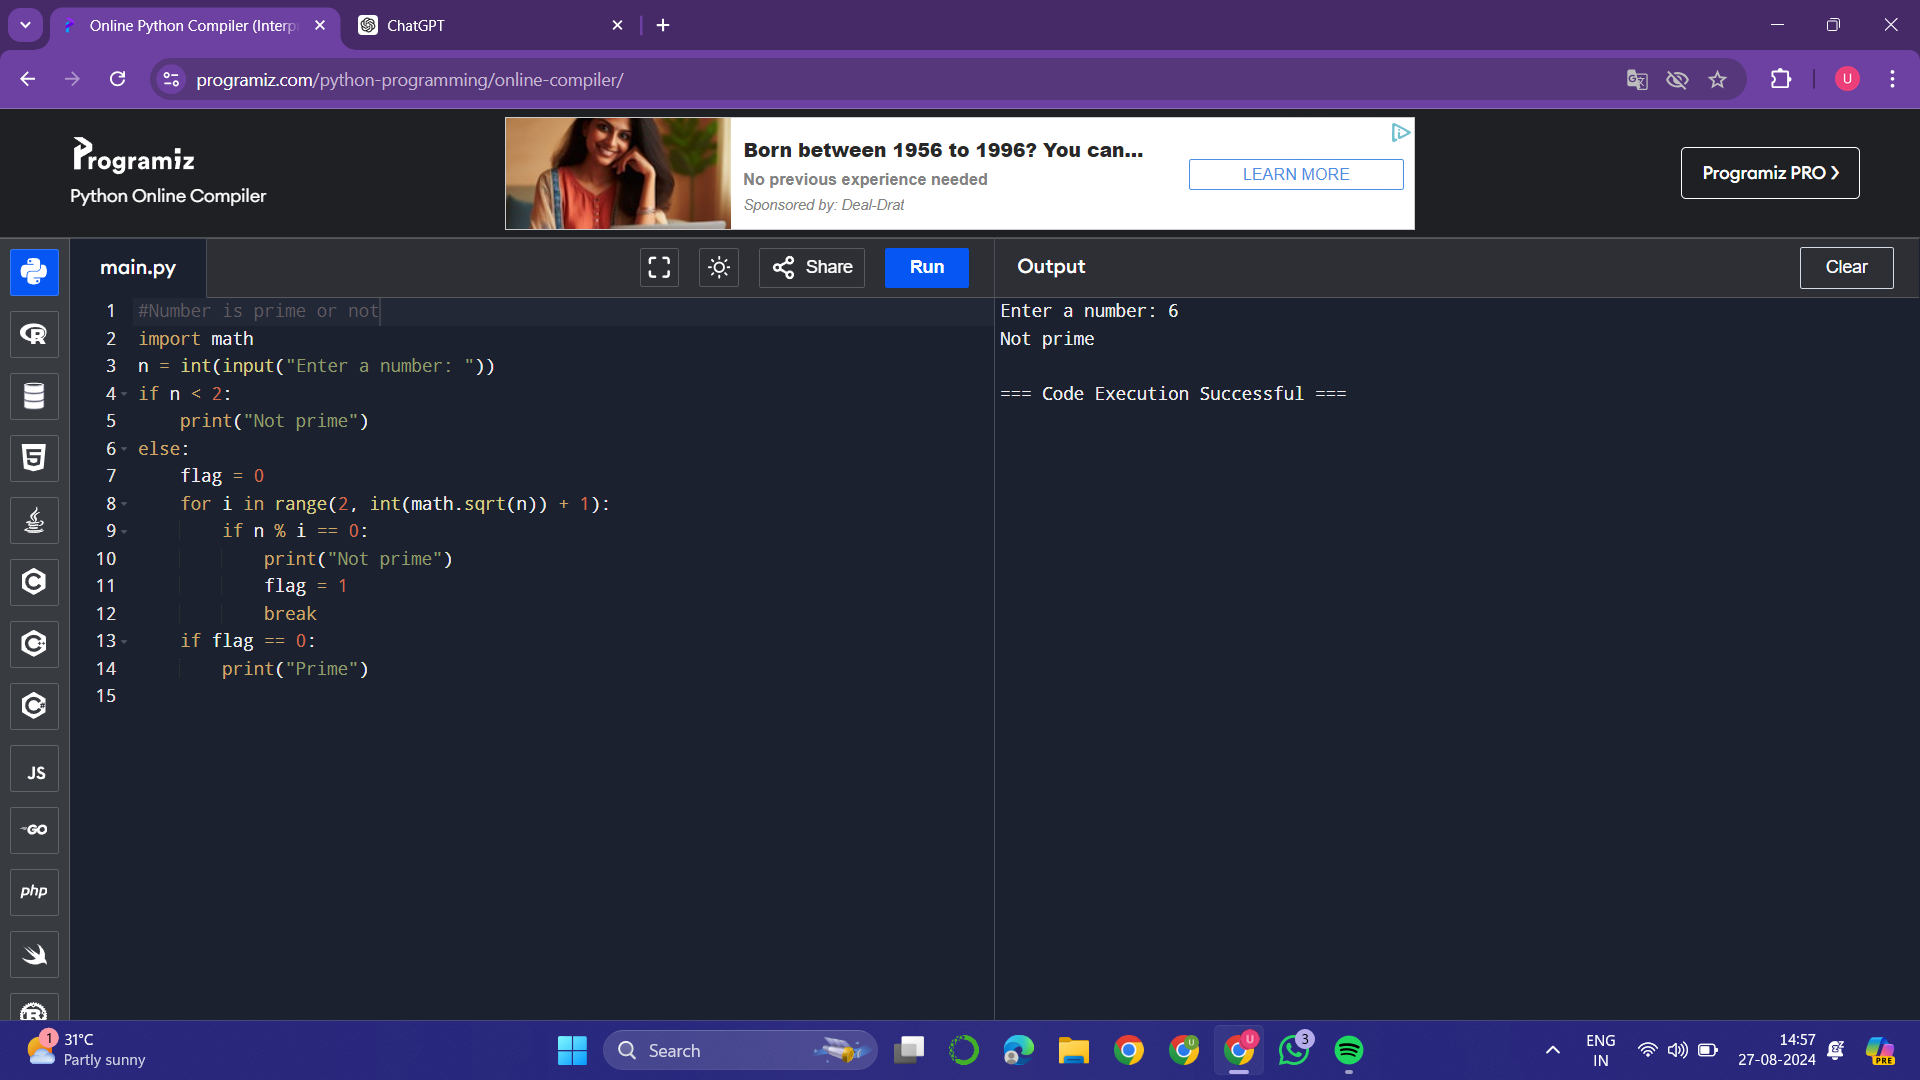 Online Python Compiler (Interp
ChatGPT
programiz.com/python-programming/online-compiler/
U
Programiz
Python Online Compiler
Born between 1956 to 1996? You can...
No previous experience needed
Sponsored by: Deal-Drat
LEARN MORE
Programiz PRO >
main.py
Share
Run
Output
Clear
1 #Number is prime or not
2 import math
3 n = int(input("Enter a number: "))
4 if n < 2:
5     print("Not prime")
6 else:
7     flag = 0
8     for i in range(2, int(math.sqrt(n)) + 1):
9         if n % i == 0:
10             print("Not prime")
11             flag = 1
12             break
13     if flag == 0:
14         print("Prime")
15
Enter a number: 6
Not prime
=== Code Execution Successful ===
R
5
C
C++
C#
JS
GO
php
R
1
31°C
Partly sunny
Search
U
U
3
ENG
IN
14:57
27-08-2024
PRE